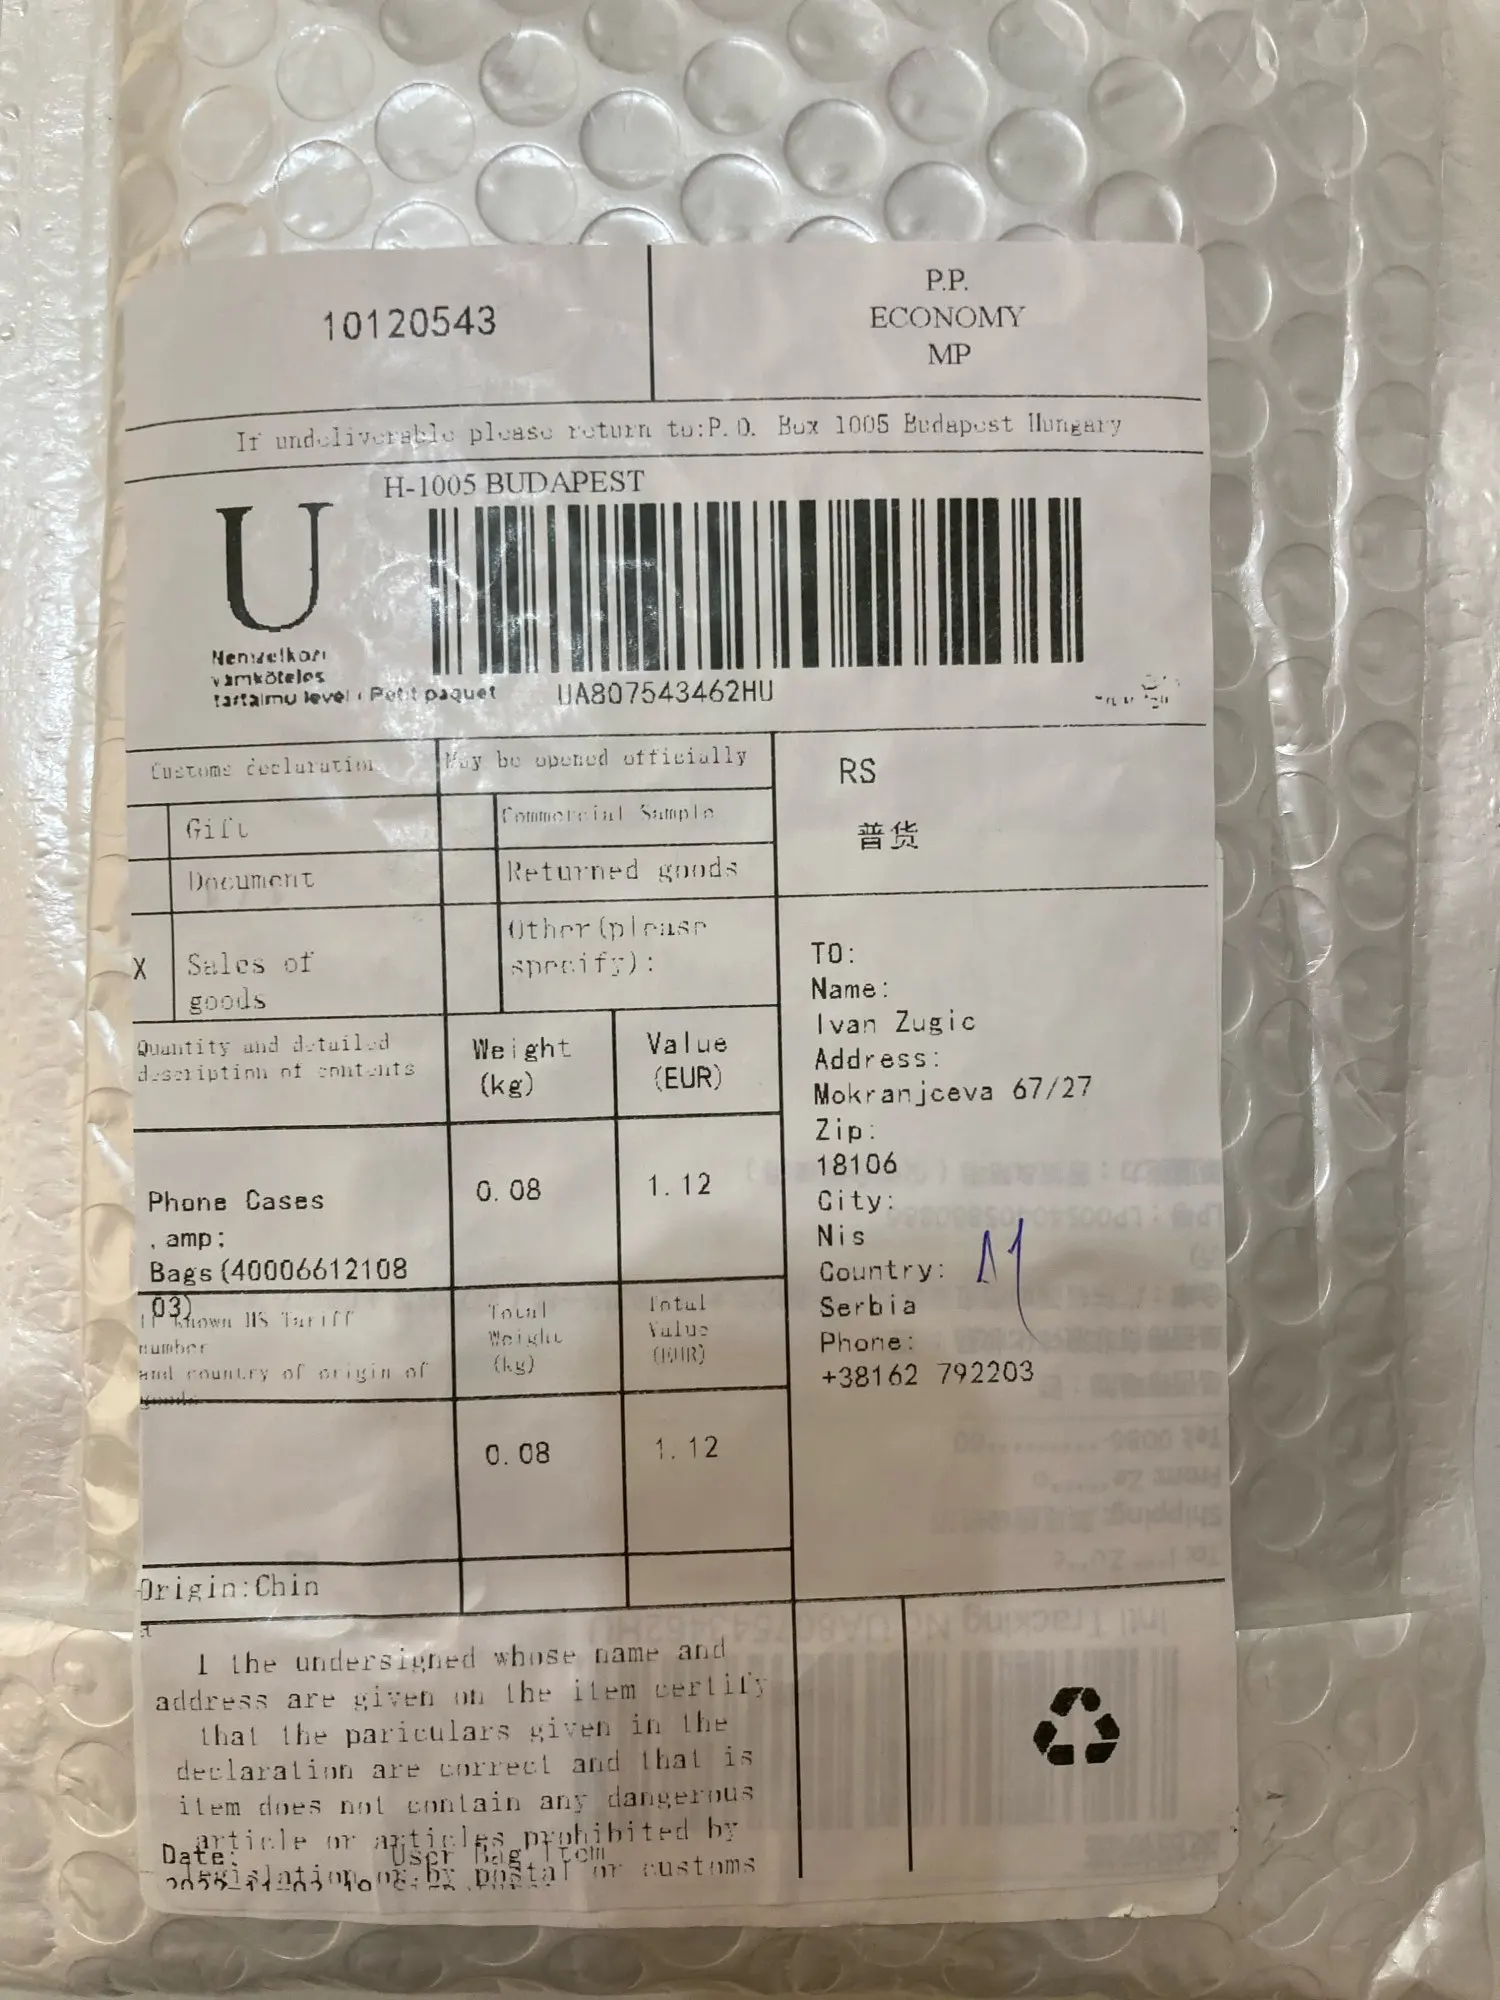 10120543
P.P.
ECONOMY
MP
If undeliverable please return to:P.O. Box 1005 Budapest Hungary
H-1005 BUDAPEST
U
Nemzetközi
vámköteles
tartalmú levél / Petit paquet
UA807543462HU
Customs declaration
May be opened officially
Gift
Commercial Sample
Document
Returned goods
X
Sales of
goods
Other(please
specify):
RS
普货
Quantity and detailed
description of contents
Weight
(kg)
Value
(EUR)
Phone Cases
,amp;
Bags(40006612108
03)
0.08
1.12
If known HS Tariff
number
and country of origin of
goods
Total
Weight
(kg)
Total
Value
(EUR)
0.08
1.12
Origin:Chin
a
TO:
Name:
Ivan Zugic
Address:
Mokranjceva 67/27
Zip:
18106
City:
Nis
Country:
Serbia
Phone:
+38162 792203
I the undersigned whose name and
address are given on the item certify
that the pariculars given in the
declaration are correct and that is
item does not contain any dangerous
article or articles prohibited by
legislation or by postal or customs
Date:
User Bag Item